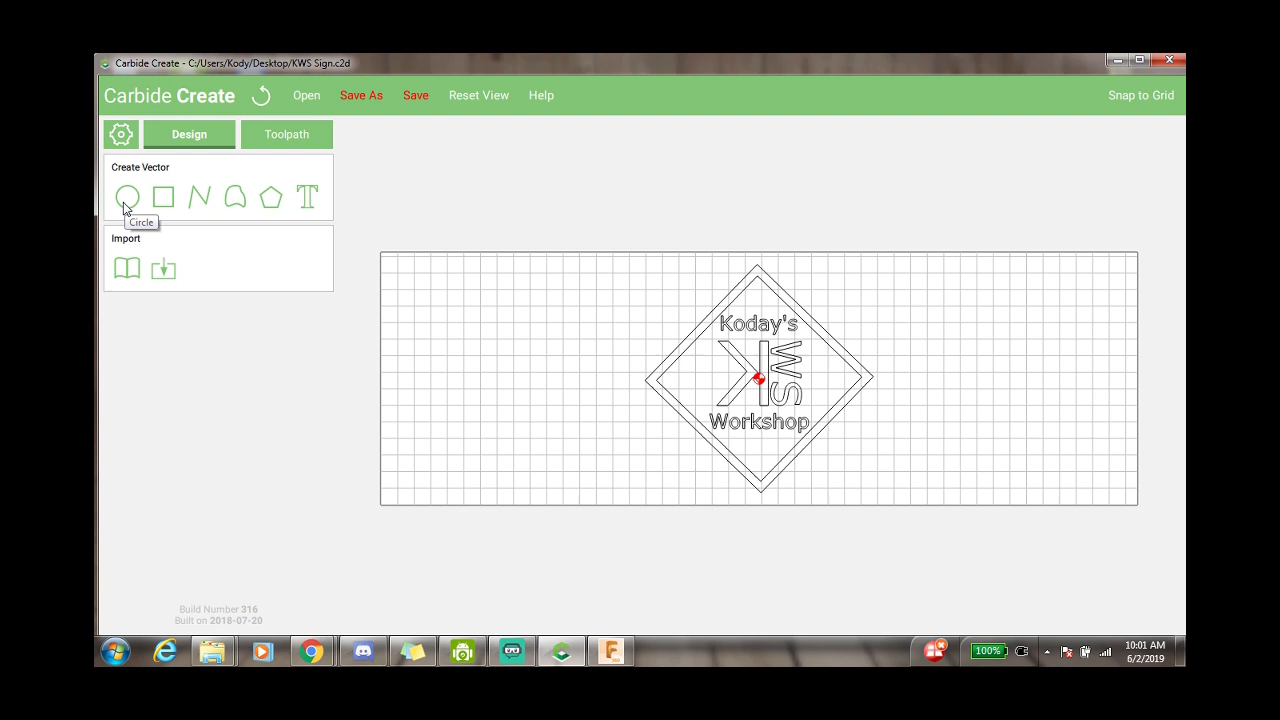 Carbide Create - C:/Users/Kody/Desktop/KWS Sign.c2d
Carbide Create Open Save As Save Reset View Help Snap to Grid
Design Toolpath
Create Vector
T
Circle
Import
Koday's
K WS
Workshop
Build Number 316
Built on 2018-07-20
100%
10:01 AM
6/2/2019